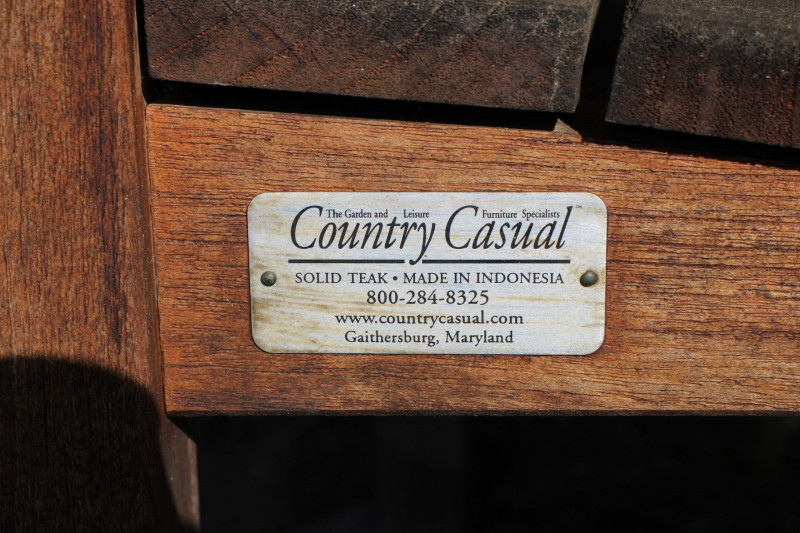 The Garden and Leisure Furniture Specialists
Country Casual™
SOLID TEAK • MADE IN INDONESIA
800-284-8325
www.countrycasual.com
Gaithersburg, Maryland